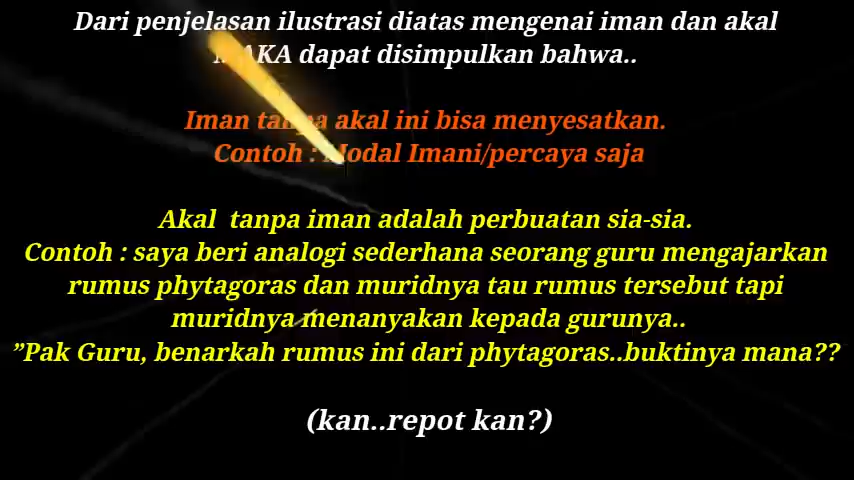 Dari penjelasan ilustrasi diatas mengenai iman dan akal
MAKA dapat disimpulkan bahwa..
Iman tanpa akal ini bisa menyesatkan.
Contoh : Modal Imani/percaya saja
Akal tanpa iman adalah perbuatan sia-sia.
Contoh : saya beri analogi sederhana seorang guru mengajarkan
rumus phytagoras dan muridnya tau rumus tersebut tapi
muridnya menanyakan kepada gurunya..
”Pak Guru, benarkah rumus ini dari phytagoras..buktinya mana??
(kan..repot kan?)